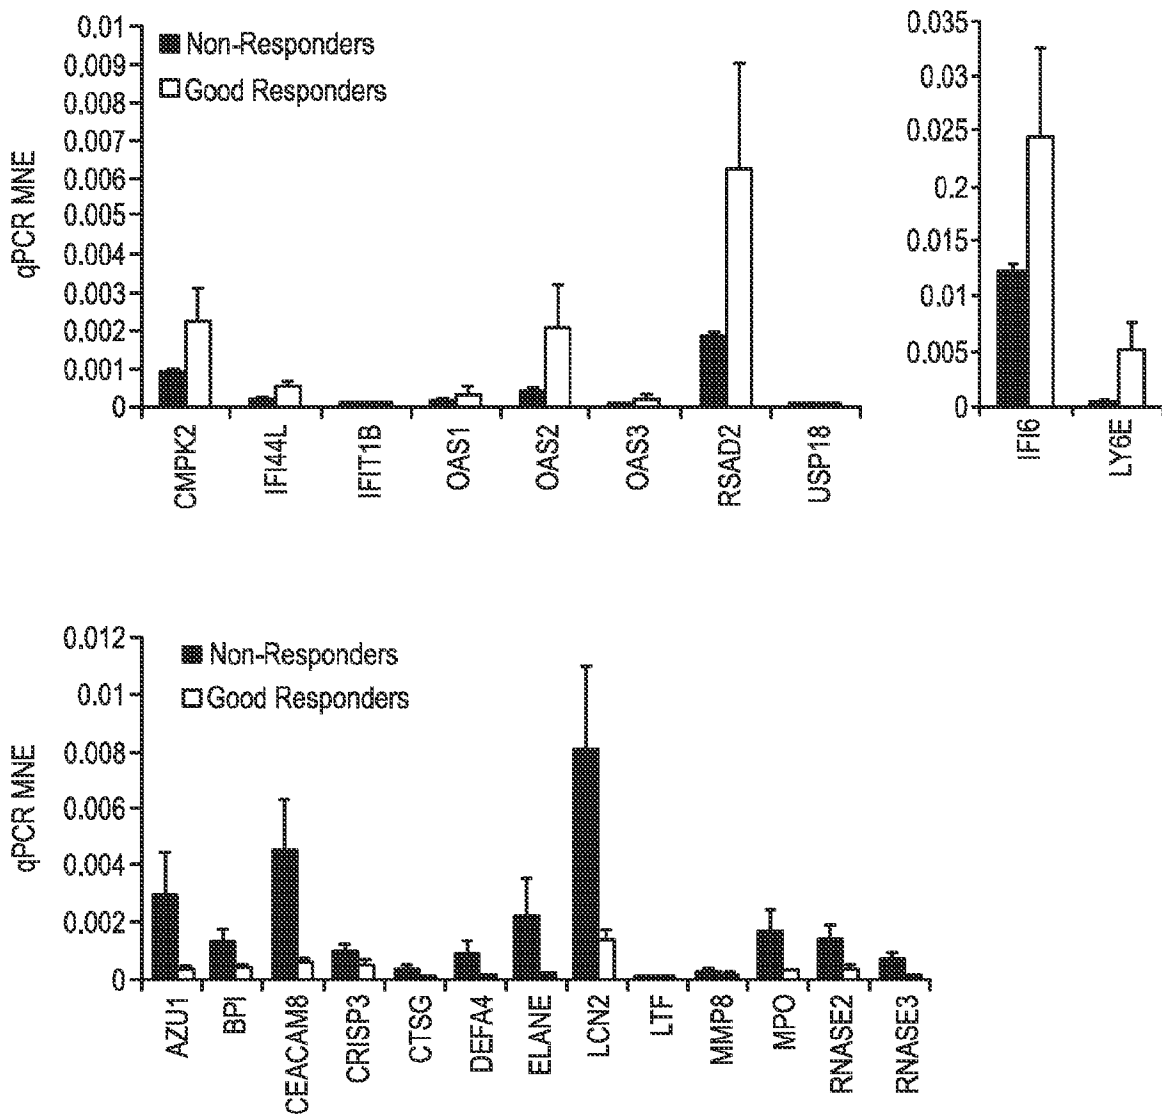 qPCR MNE
0.01
0.009
0.008
0.007
0.006
0.005
0.004
0.003
0.002
0.001
0
Non-Responders
Good Responders
CMPK2
IFI44L
IFIT1B
OAS1
OAS2
OAS3
RSAD2
USP18
0.035
0.03
0.025
0.2
0.015
0.01
0.005
0
IFI6
LY6E
qPCR MNE
0.012
0.01
0.008
0.006
0.004
0.002
0
Non-Responders
Good Responders
AZU1
BPI
CEACAM8
CRISP3
CTSG
DEFA4
ELANE
LCN2
LTF
MMP8
MPO
RNASE2
RNASE3